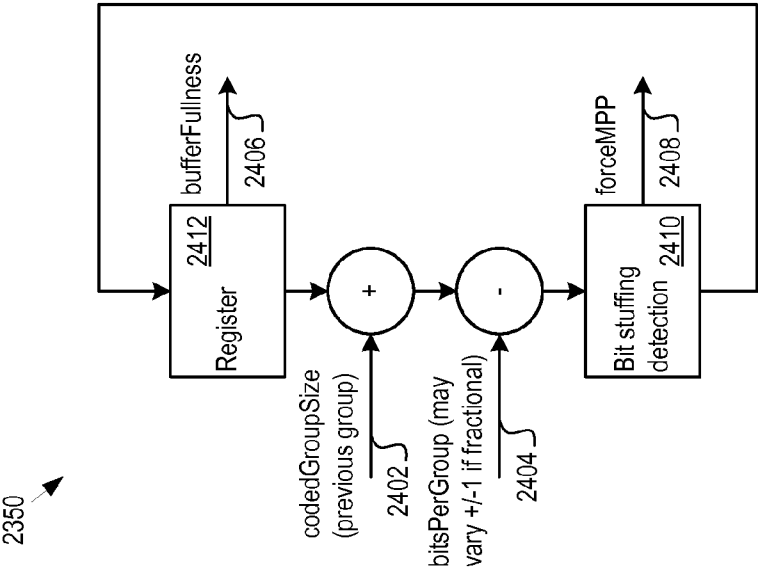 2350
bufferFullness
2406
2412
Register
+
codedGroupSize
(previous group)
2402
-
bitsPerGroup (may
vary +/-1 if fractional)
2404
forceMPP
2408
2410
Bit stuffing
detection